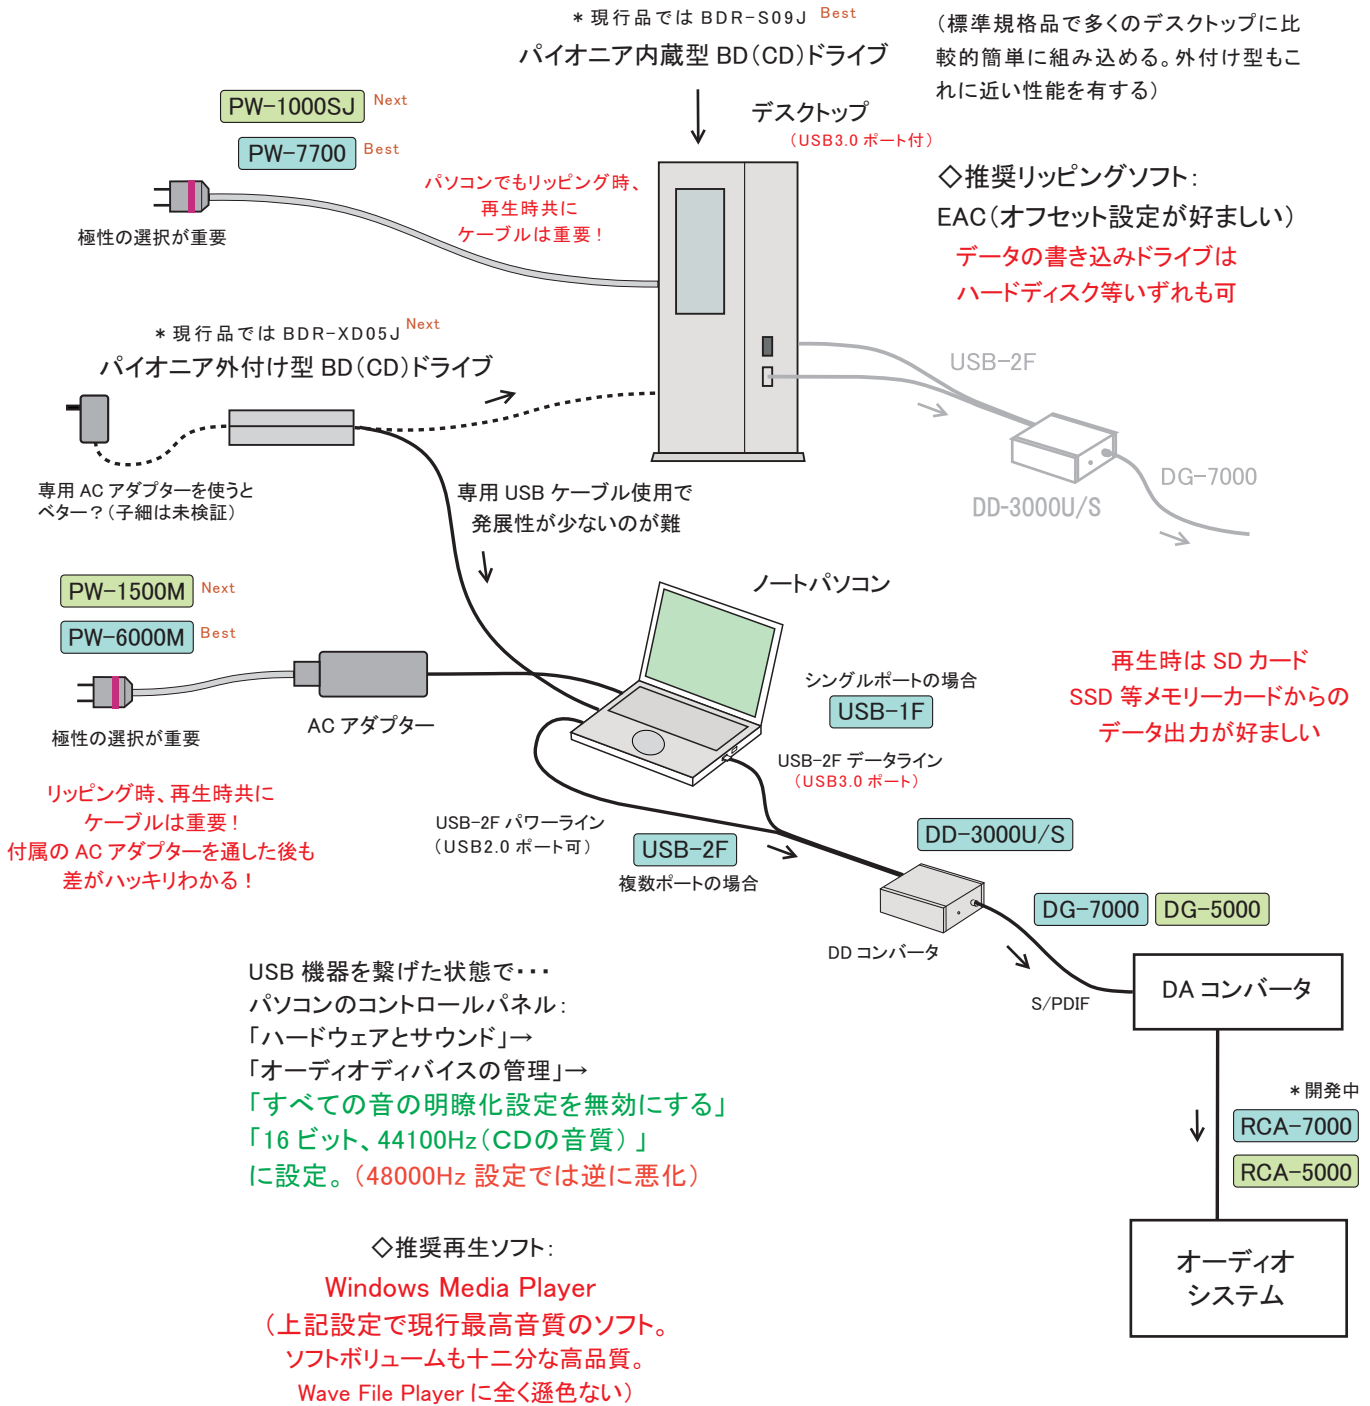 ＊現行品では BDR-S09J Best
パイオニア内蔵型 BD（CD）ドライブ
（標準規格品で多くのデスクトップに比
較的簡単に組み込める。外付け型もこ
れに近い性能を有する）
PW-1000SJ Next
PW-7700 Best
デスクトップ
（USB3.0 ポート付）
極性の選択が重要
パソコンでもリッピング時、
再生時共に
ケーブルは重要！
◇推奨リッピングソフト：
EAC（オフセット設定が好ましい）
データの書き込みドライブは
ハードディスク等いずれも可
＊現行品では BDR-XD05J Next
パイオニア外付け型 BD（CD）ドライブ
USB-2F
DG-7000
DD-3000U/S
専用 AC アダプターを使うと
ベター？（子細は未検証）
専用 USB ケーブル使用で
発展性が少ないのが難
PW-1500M Next
PW-6000M Best
ノートパソコン
極性の選択が重要
AC アダプター
シングルポートの場合
USB-1F
再生時は SD カード
SSD 等メモリーカードからの
データ出力が好ましい
USB-2F データライン
（USB3.0 ポート）
リッピング時、再生時共に
ケーブルは重要！
付属の AC アダプターを通した後も
差がハッキリわかる！
USB-2F パワーライン
（USB2.0 ポート可）
USB-2F
複数ポートの場合
DD-3000U/S
DG-7000 DG-5000
DD コンバータ
S/PDIF
DA コンバータ
USB 機器を繋げた状態で・・・
パソコンのコントロールパネル：
「ハードウェアとサウンド」→
「オーディオディバイスの管理」→
「すべての音の明瞭化設定を無効にする」
「16 ビット、44100Hz（ＣＤの音質）」
に設定。（48000Hz 設定では逆に悪化）
＊開発中
RCA-7000
RCA-5000
オーディオ
システム
◇推奨再生ソフト：
Windows Media Player
（上記設定で現行最高音質のソフト。
ソフトボリュームも十二分な高品質。
Wave File Player に全く遜色ない）